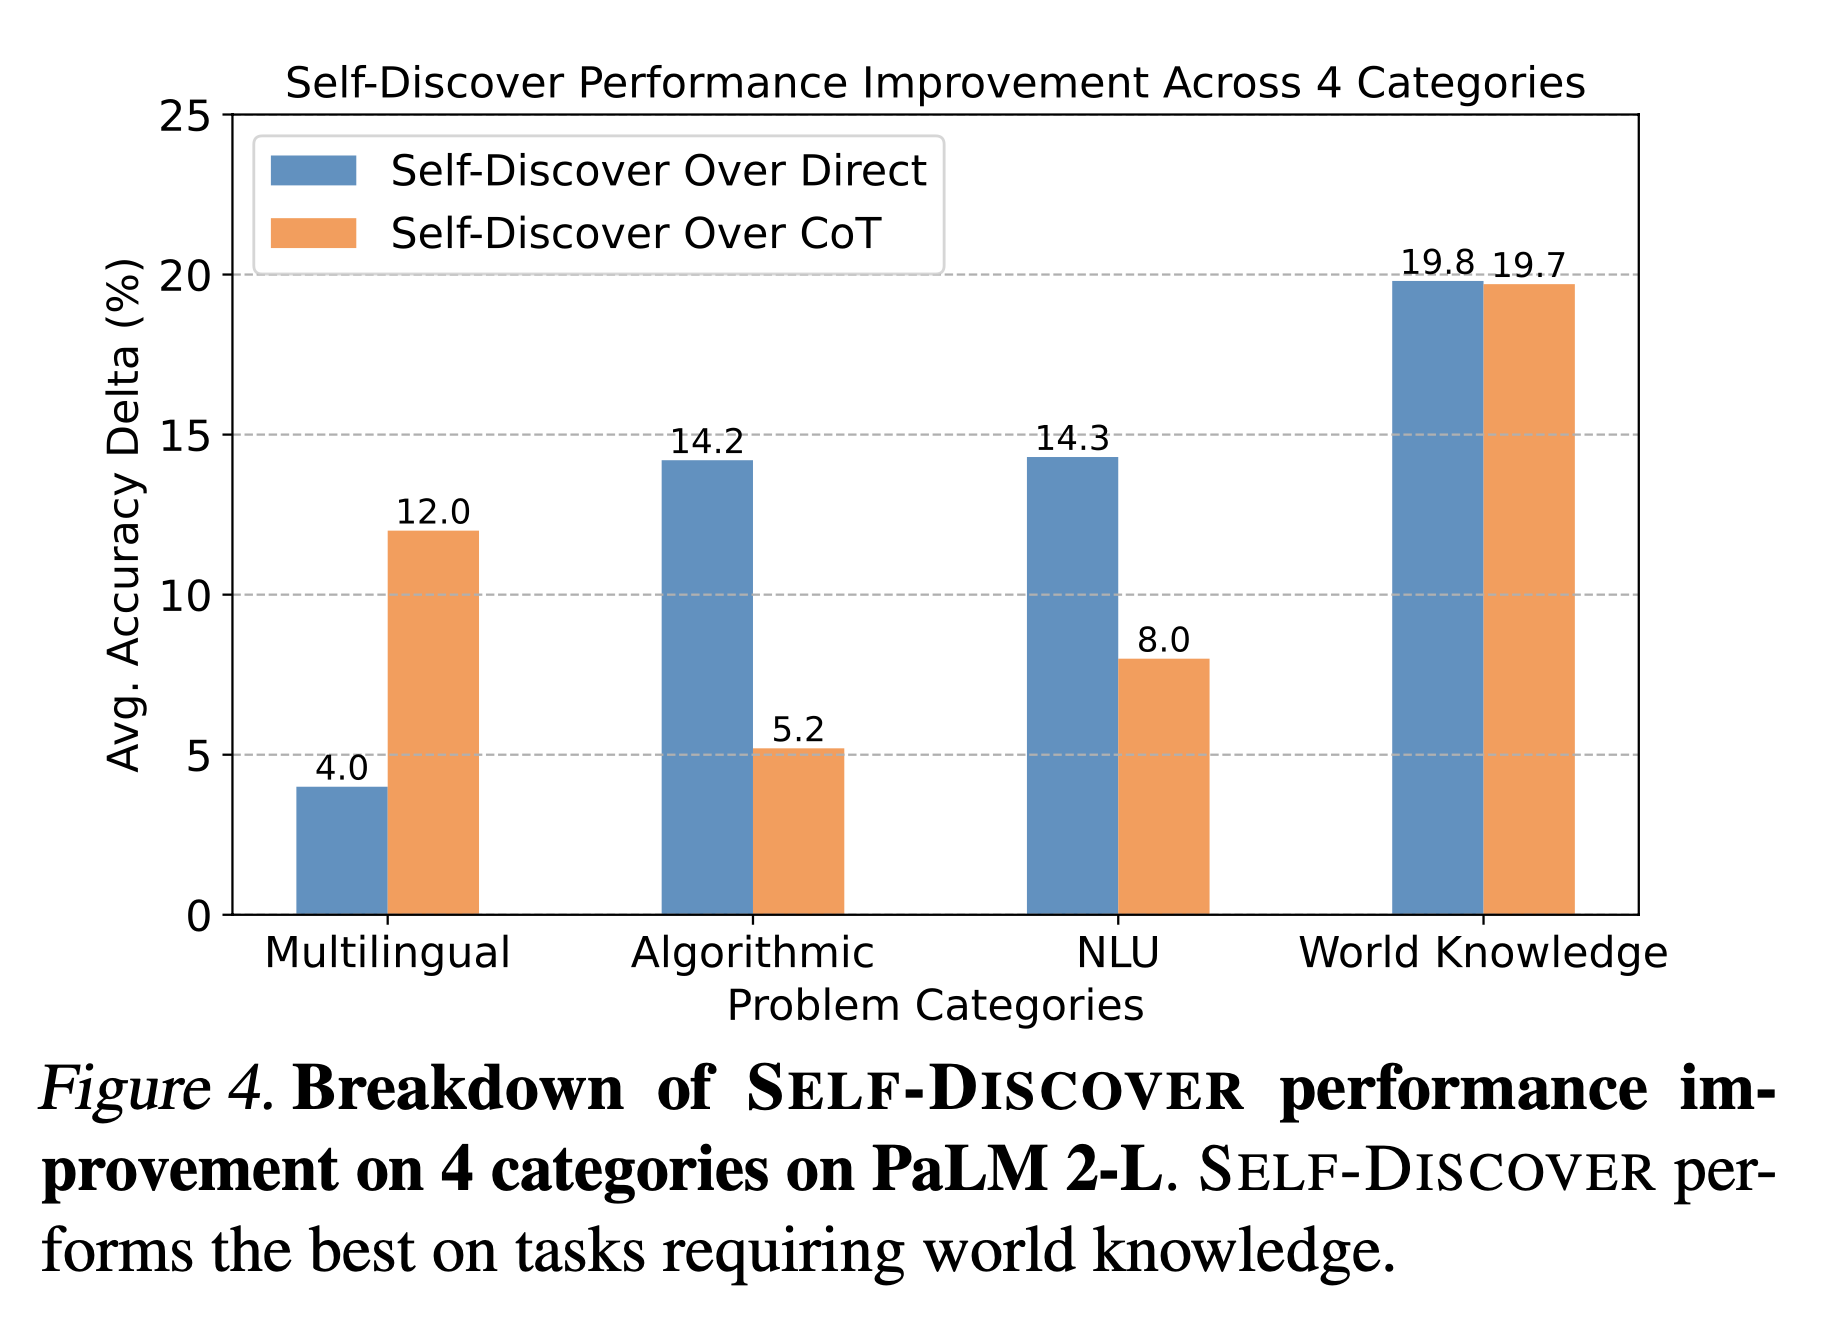 Self-Discover Performance Improvement Across 4 Categories
25
Self-Discover Over Direct
Self-Discover Over CoT
20
15
10
5
0
Avg. Accuracy Delta (%)
4.0
12.0
14.2
5.2
14.3
8.0
19.8
19.7
Multilingual
Algorithmic
NLU
World Knowledge
Problem Categories
Figure 4. Breakdown of SELF-DISCOVER performance im-
provement on 4 categories on PaLM 2-L. SELF-DISCOVER per-
forms the best on tasks requiring world knowledge.